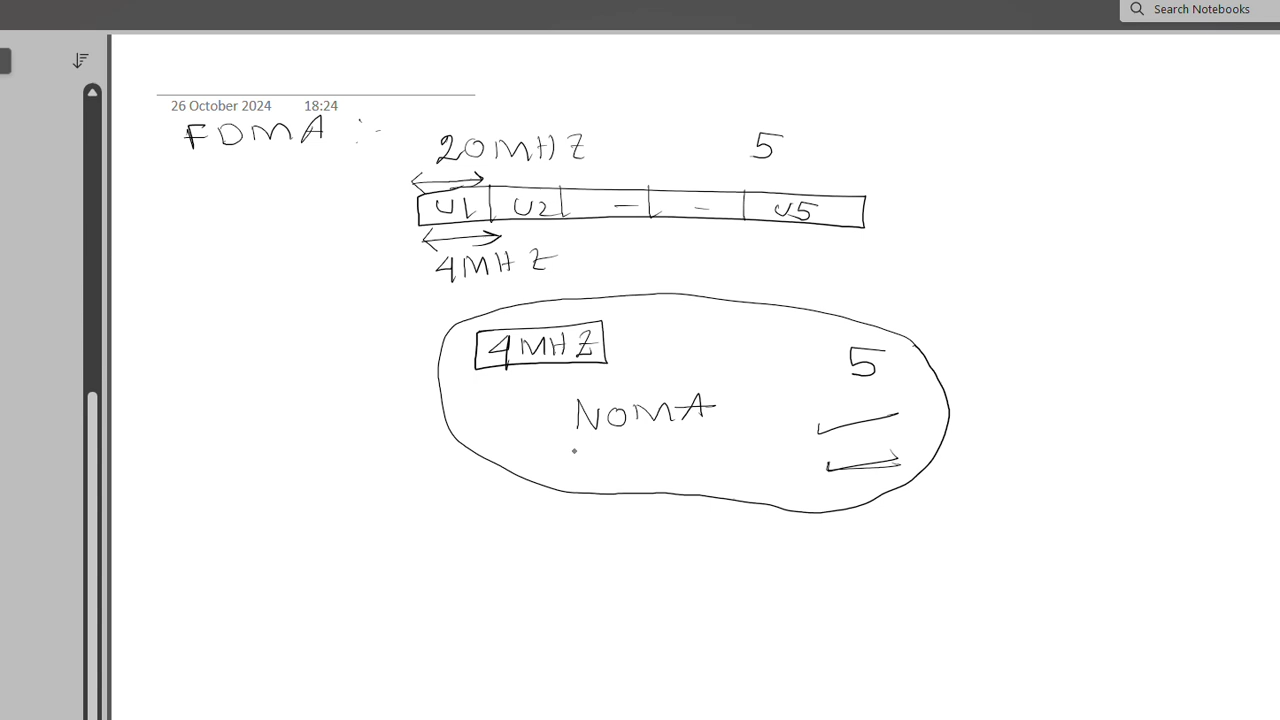 Search Notebooks
26 October 2024 18:24
FDMA :-
20MHZ 5
U1 U2 - - U5
4MHZ
4MHZ 5
NOMA